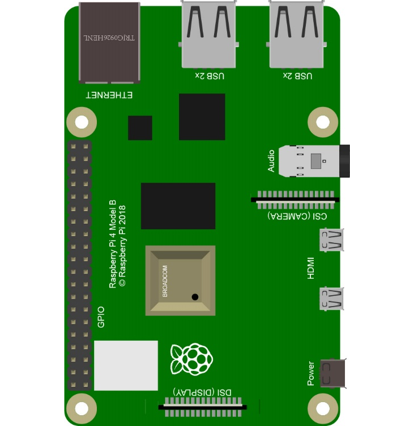 TRJG0926HENL
ETHERNET
USB 2x
USB 2x
Audio
CSI (CAMERA)
Raspberry Pi 4 Model B
© Raspberry Pi 2018
HDMI
BROADCOM
GPIO
Power
DSI (DISPLAY)